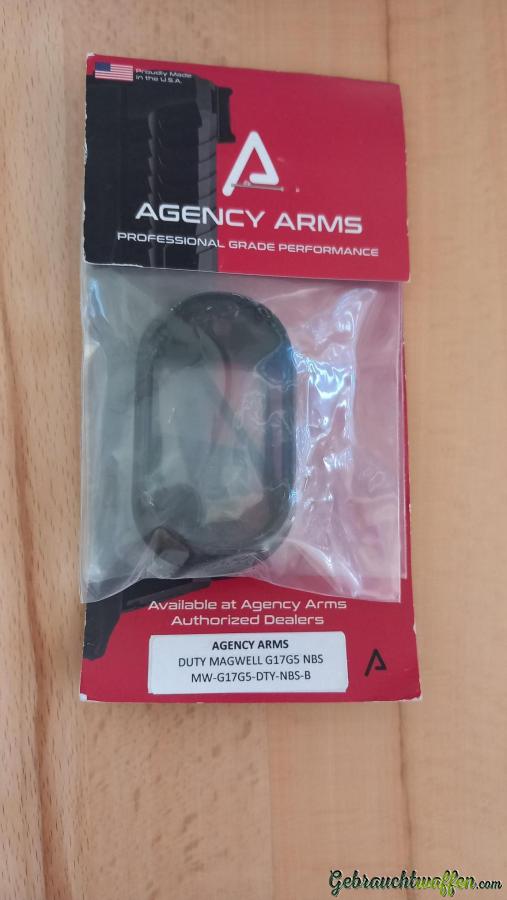 Proudly Made
in the U.S.A.
AGENCY ARMS
PROFESSIONAL GRADE PERFORMANCE
Available at Agency Arms
Authorized Dealers
AGENCY ARMS
DUTY MAGWELL G17G5 NBS
MW-G17G5-DTY-NBS-B
Gebrauchtwaffen.com